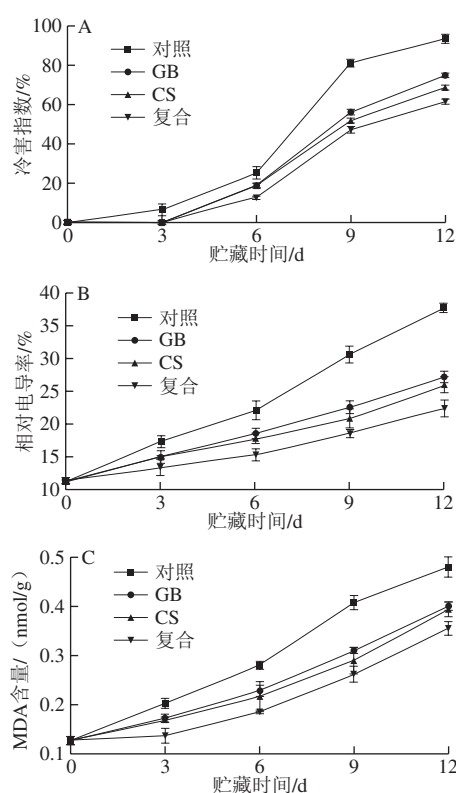 A
100
80
60
40
20
0
冷害指数/%
对照
GB
CS
复合
0 3 6 9 12
贮藏时间/d
B
40
35
30
25
20
15
10
相对电导率/%
对照
GB
CS
复合
0 3 6 9 12
贮藏时间/d
C
0.5
0.4
0.3
0.2
0.1
MDA含量/（nmol/g）
对照
GB
CS
复合
0 3 6 9 12
贮藏时间/d